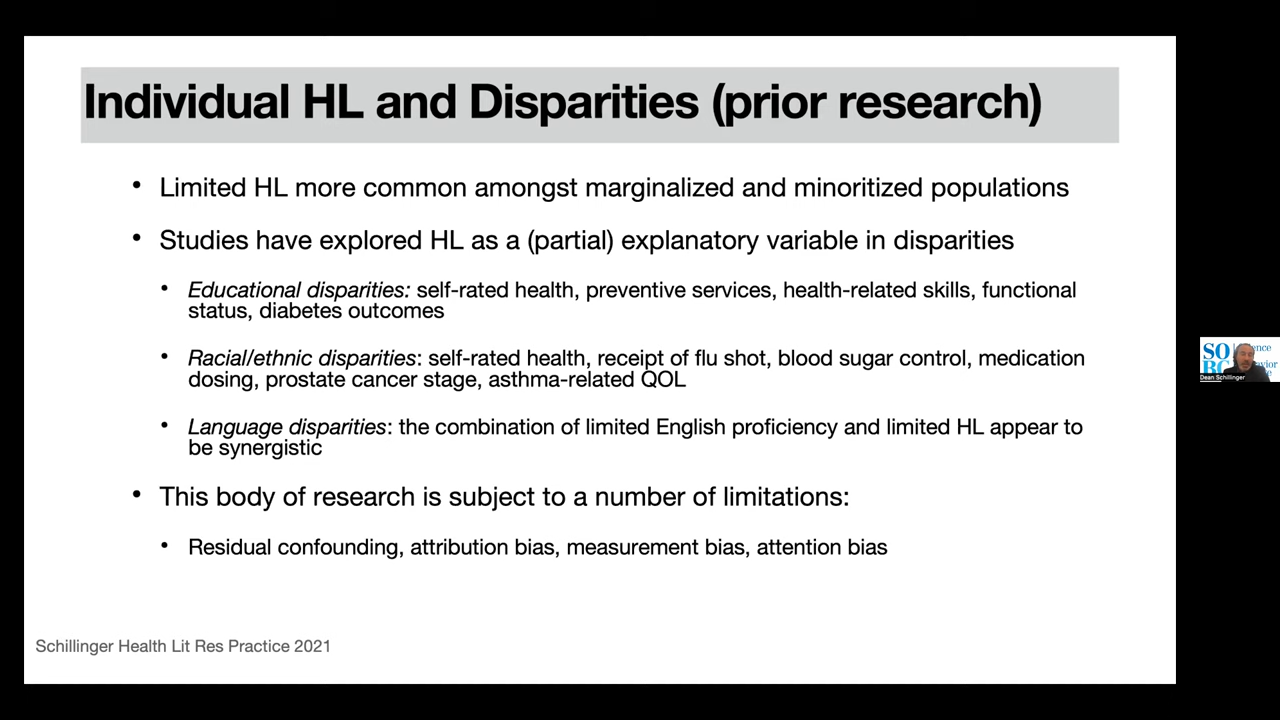 Individual HL and Disparities (prior research)
• Limited HL more common amongst marginalized and minoritized populations
• Studies have explored HL as a (partial) explanatory variable in disparities
• Educational disparities: self-rated health, preventive services, health-related skills, functional
status, diabetes outcomes
• Racial/ethnic disparities: self-rated health, receipt of flu shot, blood sugar control, medication
dosing, prostate cancer stage, asthma-related QOL
• Language disparities: the combination of limited English proficiency and limited HL appear to
be synergistic
• This body of research is subject to a number of limitations:
• Residual confounding, attribution bias, measurement bias, attention bias
Schillinger Health Lit Res Practice 2021
SO
Dean Schillinger